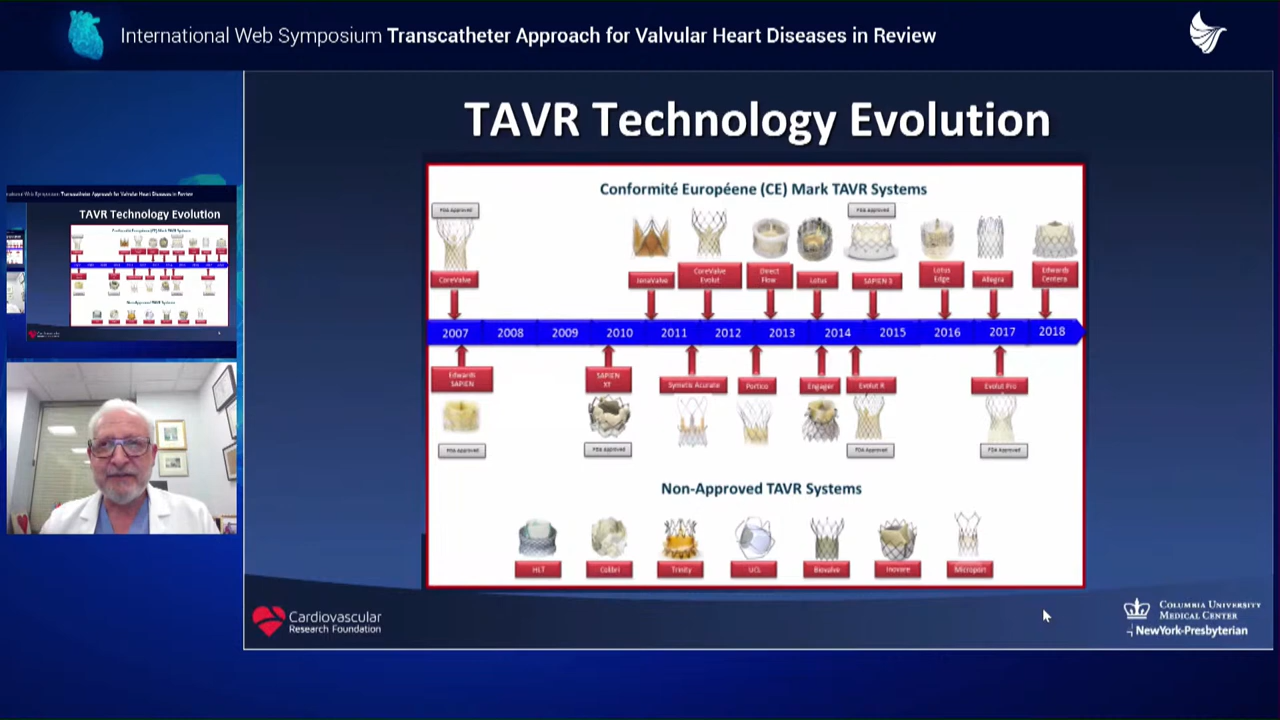 International Web Symposium Transcatheter Approach for Valvular Heart Diseases in Review
TAVR Technology Evolution
Conformité Européene (CE) Mark TAVR Systems
FDA Approved
FDA Approved
CoreValve
JenaValve
CoreValve
Evolut
Direct
Flow
Lotus
SAPIEN 3
Lotus
Edge
Allegra
Edwards
Centera
2007 2008 2009 2010 2011 2012 2013 2014 2015 2016 2017 2018
Edwards
SAPIEN
SAPIEN
XT
Symetis Acurate
Portico
Engager
Evolut R
Evolut Pro
FDA Approved
FDA Approved
FDA Approved
FDA Approved
Non-Approved TAVR Systems
HLT
Colibri
Trinity
UCL
Biovalve
Inovare
Microport
Cardiovascular
Research Foundation
Columbia University
Medical Center
NewYork-Presbyterian
TAVR Technology Evolution